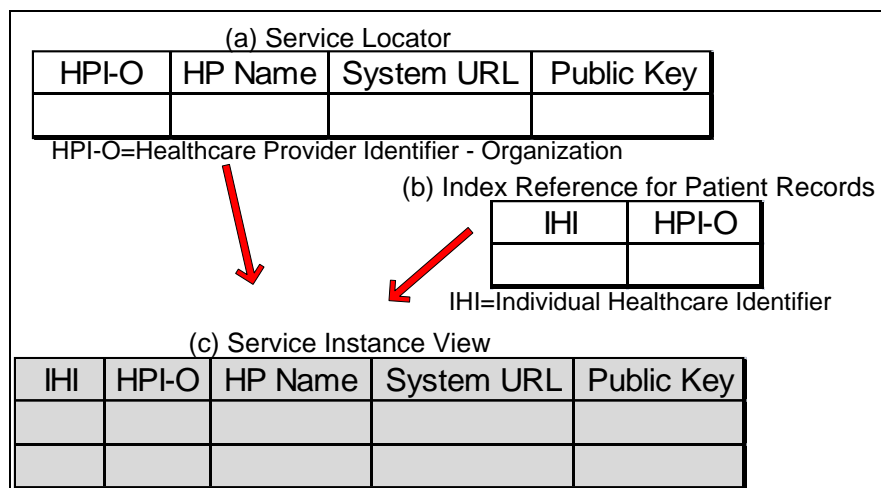 (a) Service Locator
HPI-O HP Name System URL Public Key
HPI-O=Healthcare Provider Identifier - Organization
(b) Index Reference for Patient Records
IHI HPI-O
IHI=Individual Healthcare Identifier
(c) Service Instance View
IHI HPI-O HP Name System URL Public Key